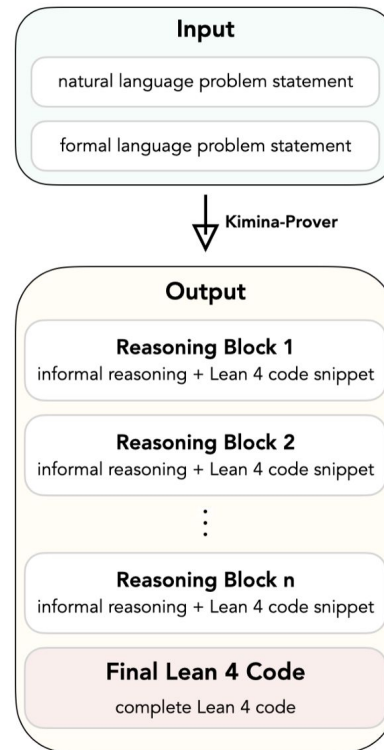 Input
natural language problem statement
formal language problem statement
Kimina-Prover
Output
Reasoning Block 1
informal reasoning + Lean 4 code snippet
Reasoning Block 2
informal reasoning + Lean 4 code snippet
⋮
Reasoning Block n
informal reasoning + Lean 4 code snippet
Final Lean 4 Code
complete Lean 4 code